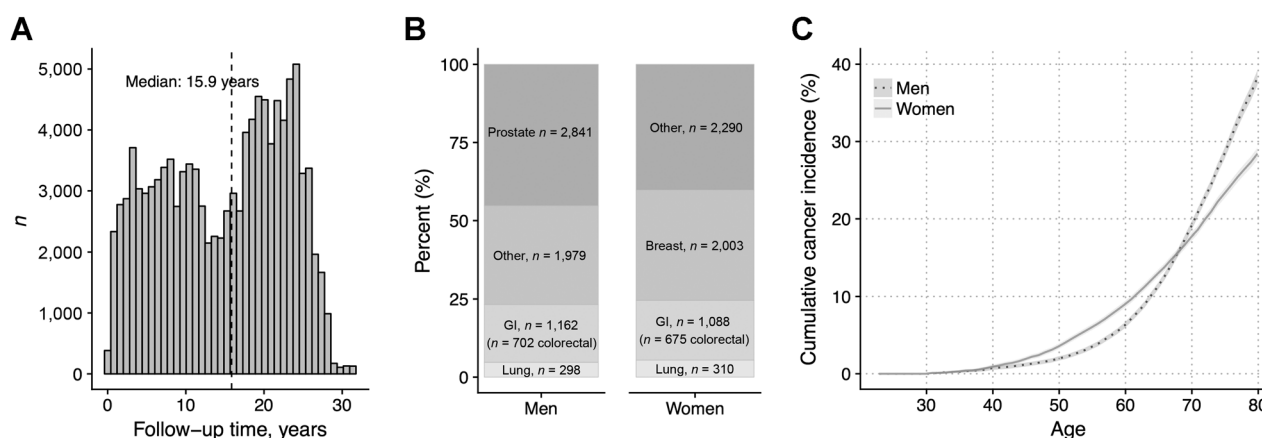 A
5,000
4,000
3,000
2,000
1,000
0
n
Median: 15.9 years
0 10 20 30
Follow–up time, years
B
100
75
50
25
0
Percent (%)
Prostate n = 2,841
Other, n = 1,979
GI, n = 1,162
(n = 702 colorectal)
Lung, n = 298
Other, n = 2,290
Breast, n = 2,003
GI, n = 1,088
(n = 675 colorectal)
Lung, n = 310
Men Women
C
40
30
20
10
0
Cumulative cancer incidence (%)
Men
Women
30 40 50 60 70 80
Age